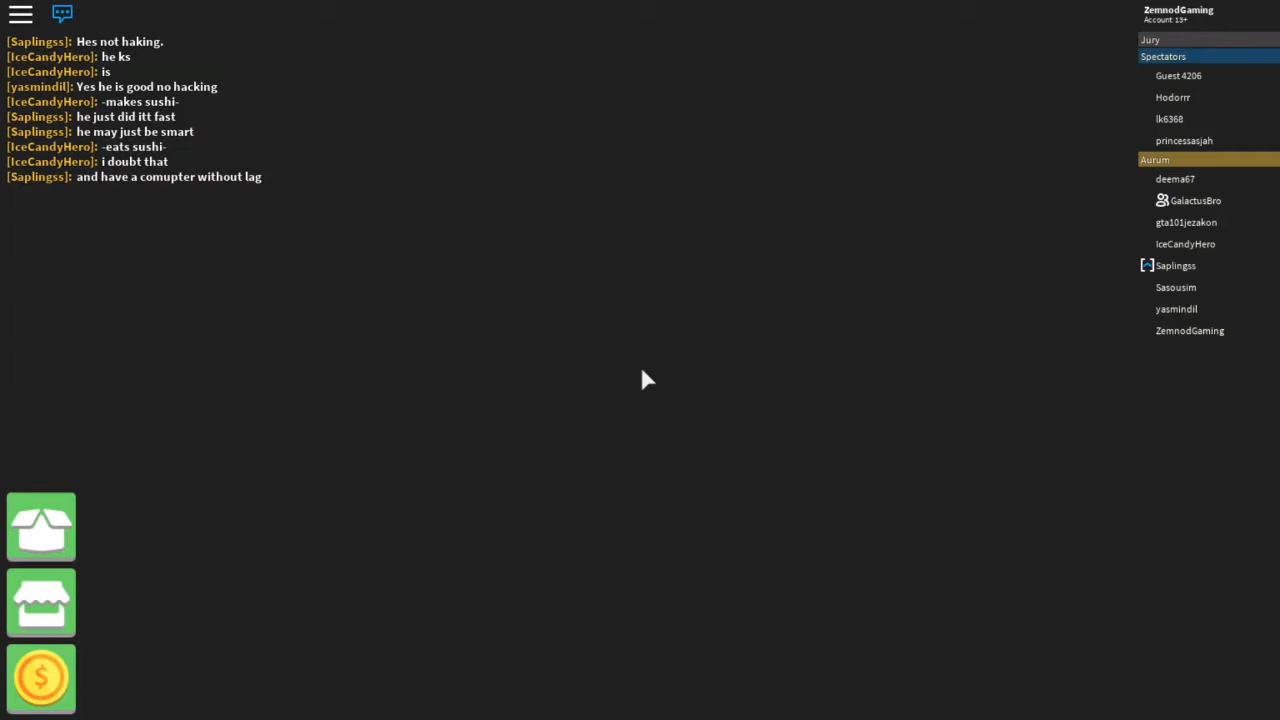 ZemnodGaming
Account: 13+
[Saplingss]: Hes not haking.
[IceCandyHero]: he ks
[IceCandyHero]: is
[yasmindil]: Yes he is good no hacking
[IceCandyHero]: -makes sushi-
[Saplingss]: he just did itt fast
[Saplingss]: he may just be smart
[IceCandyHero]: -eats sushi-
[IceCandyHero]: i doubt that
[Saplingss]: and have a comupter without lag
Jury
Spectators
Guest 4206
Hodorrr
lk6368
princessasjah
Aurum
deema67
GalactusBro
gta101jezakon
IceCandyHero
Saplingss
Sasousim
yasmindil
ZemnodGaming
$